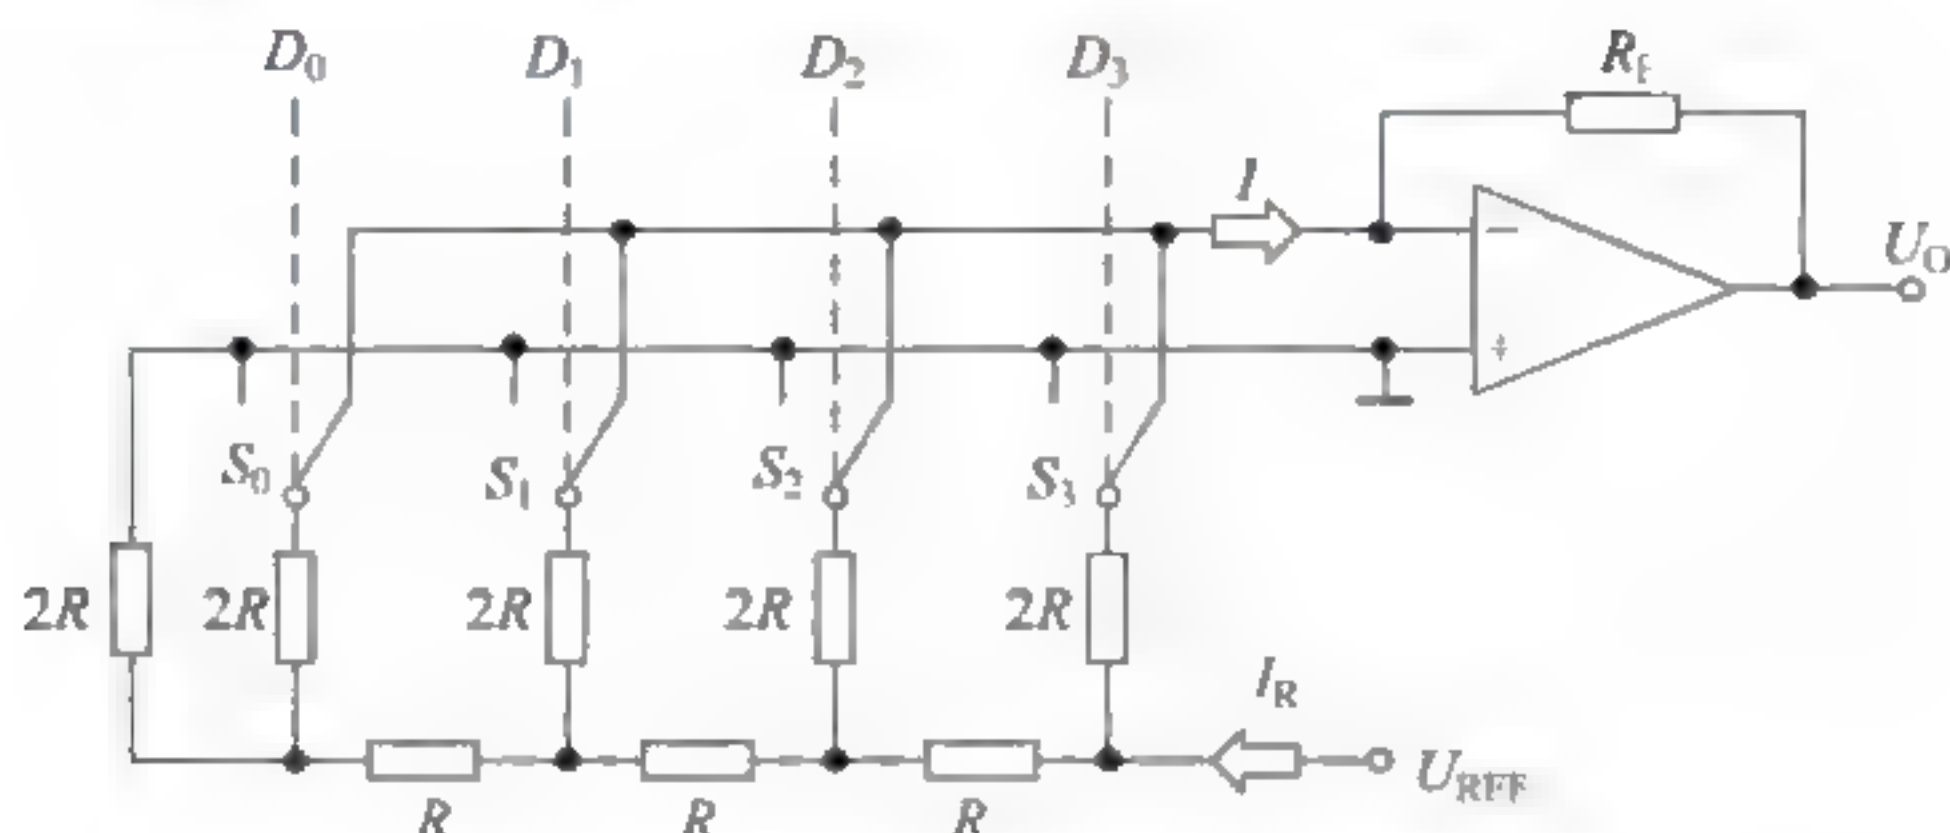 D0 D1 D2 D3 RF
I
− UO
+
S0 S1 S2 S3
2R 2R 2R 2R 2R
IR
UREF
R R R